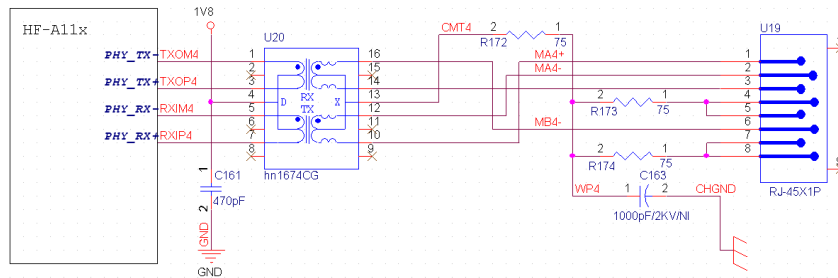 HF-A11x
PHY_TX-
TXOM4
PHY_TX+
TXOP4
PHY_RX-
RXIM4
PHY_RX+
RXIP4
1V8
U20
1
2
3
4
5
6
7
8
D
RX
TX
X
16
15
14
13
12
11
10
9
hn1674CG
1
C161
470pF
2
GND
GND
CMT4
2
1
R172
75
MA4+
MA4-
2
1
R173
75
MB4-
2
1
R174
75
WP4
1
C163
2
CHGND
1000pF/2KV/NI
U19
1
2
3
4
5
6
7
8
RJ-45X1P